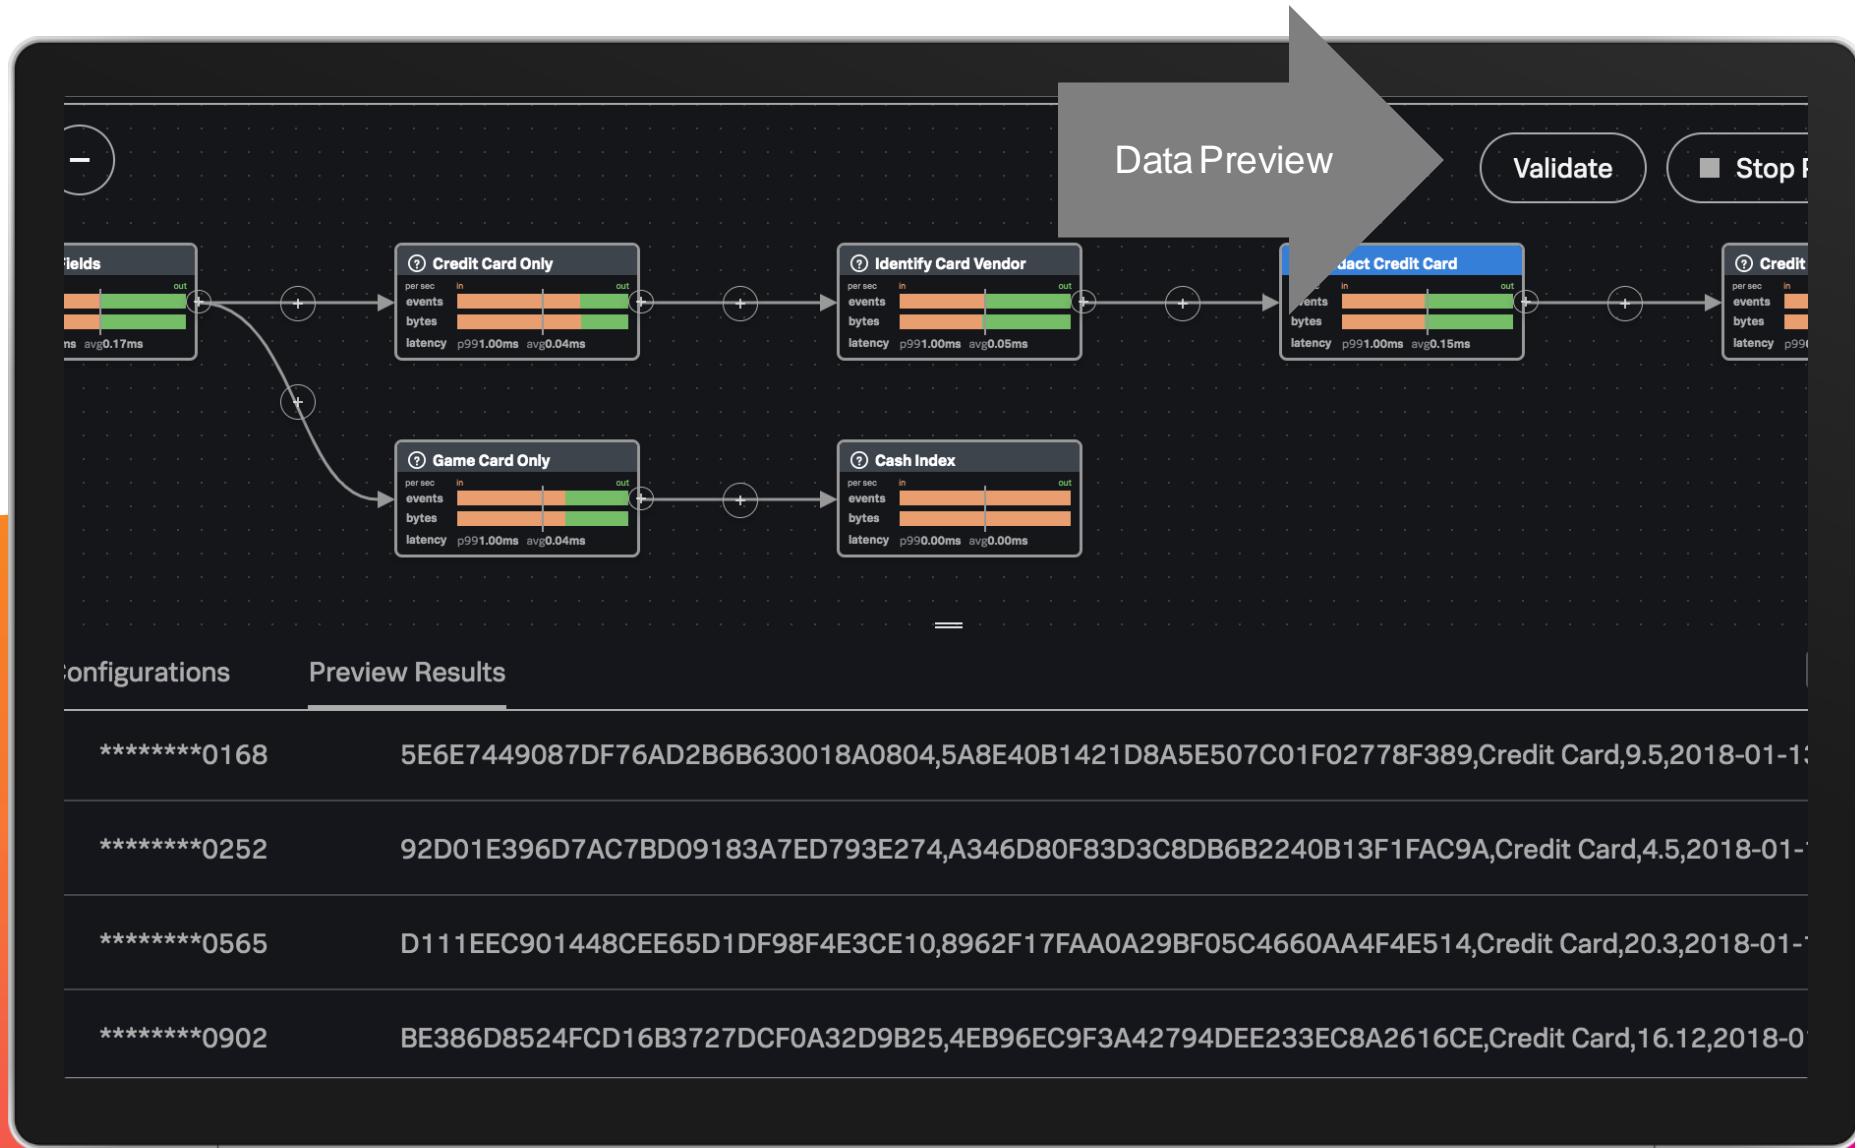 Data Preview
Validate
Stop
Fields
out
avg0.17ms
Credit Card Only
per sec in out
events
bytes
latency p991.00ms avg0.04ms
Identify Card Vendor
per sec in out
events
bytes
latency p991.00ms avg0.05ms
dact Credit Card
in out
bytes
latency p991.00ms avg0.15ms
Credit
per sec in
events
bytes
latency
Game Card Only
per sec in out
events
bytes
latency p991.00ms avg0.04ms
Cash Index
per sec in out
events
bytes
latency p990.00ms avg0.00ms
onfigurations
Preview Results
********0168 5E6E7449087DF76AD2B6B630018A0804,5A8E40B1421D8A5E507C01F02778F389,Credit Card,9.5,2018-01-13
********0252 92D01E396D7AC7BD09183A7ED793E274,A346D80F83D3C8DB6B2240B13F1FAC9A,Credit Card,4.5,2018-01-
********0565 D111EEC901448CEE65D1DF98F4E3CE10,8962F17FAA0A29BF05C4660AA4F4E514,Credit Card,20.3,2018-01-
********0902 BE386D8524FCD16B3727DCF0A32D9B25,4EB96EC9F3A42794DEE233EC8A2616CE,Credit Card,16.12,2018-0